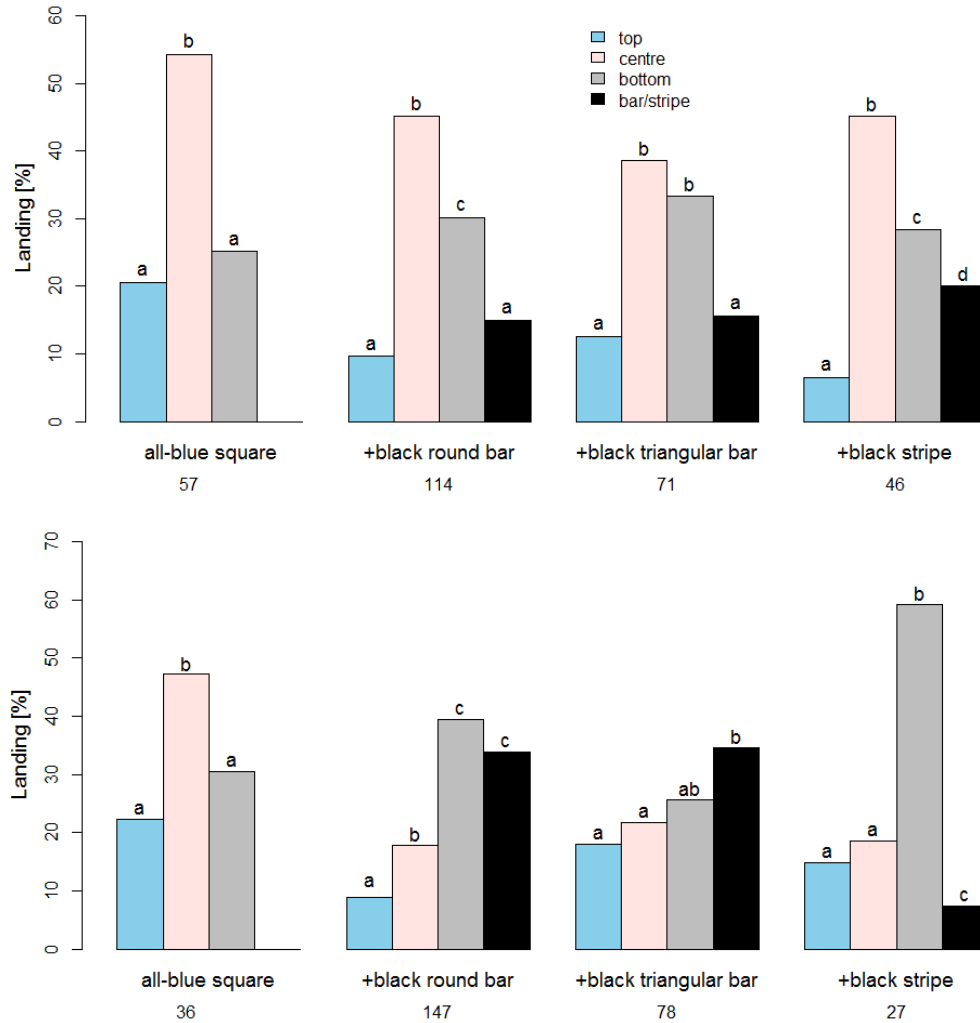 60
50
40
30
20
10
0
Landing [%]
top
centre
bottom
bar/stripe
a b a
a b c a
a b b a
a b c d
all-blue square +black round bar +black triangular bar +black stripe
57 114 71 46
70
60
50
40
30
20
10
0
Landing [%]
a b a
a b c c
a a ab b
a a b c
all-blue square +black round bar +black triangular bar +black stripe
36 147 78 27